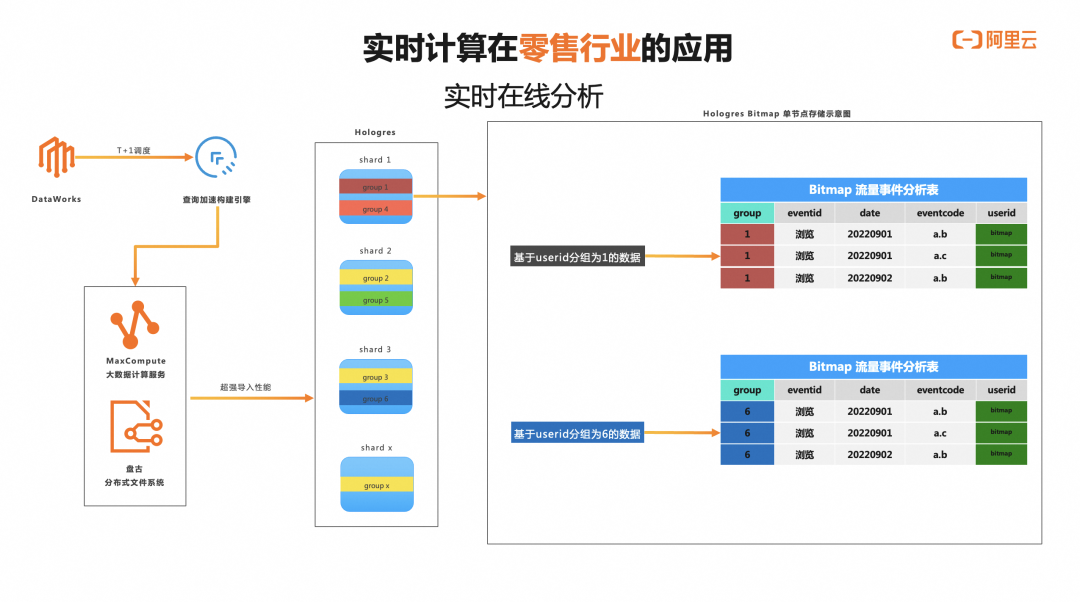 实时计算在零售行业的应用
阿里云
实时在线分析
DataWorks
T+1调度
查询加速构建引擎
MaxCompute
大数据计算服务
盘古
分布式文件系统
超强导入性能
Hologres
shard 1
group 1
group 4
shard 2
group 2
group 5
shard 3
group 3
group 6
shard x
group x
Hologres Bitmap 单节点存储示意图
基于userid分组为1的数据
Bitmap 流量事件分析表
group eventid date eventcode userid
1 浏览 20220901 a.b bitmap
1 浏览 20220901 a.c bitmap
1 浏览 20220902 a.b bitmap
基于userid分组为6的数据
Bitmap 流量事件分析表
group eventid date eventcode userid
6 浏览 20220901 a.b bitmap
6 浏览 20220901 a.c bitmap
6 浏览 20220902 a.b bitmap